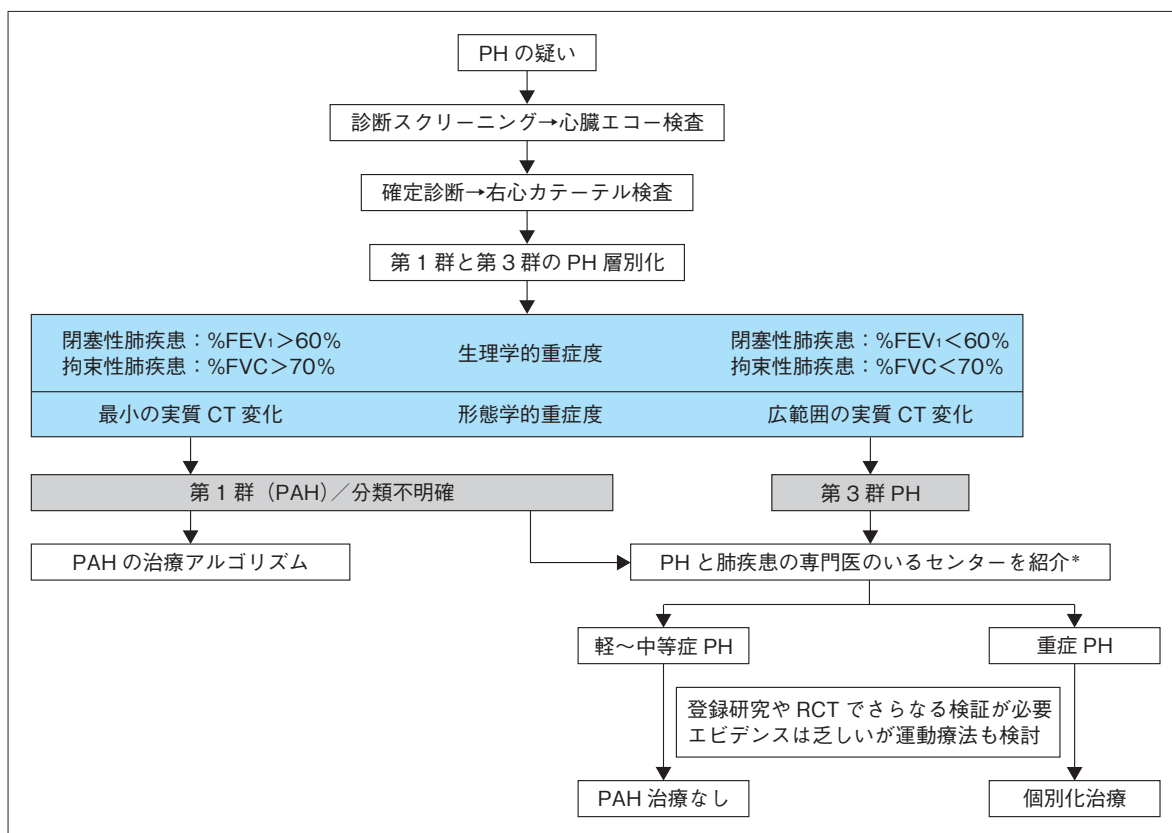 PH の疑い
診断スクリーニング→心臓エコー検査
確定診断→右心カテーテル検査
第 1 群と第 3 群の PH 層別化
閉塞性肺疾患:%FEV₁>60%
拘束性肺疾患:%FVC>70%
生理学的重症度
閉塞性肺疾患:%FEV₁<60%
拘束性肺疾患:%FVC<70%
最小の実質 CT 変化
形態学的重症度
広範囲の実質 CT 変化
第 1 群(PAH)/分類不明確
第 3 群 PH
PAH の治療アルゴリズム
PH と肺疾患の専門医のいるセンターを紹介*
軽~中等症 PH
重症 PH
登録研究や RCT でさらなる検証が必要
エビデンスは乏しいが運動療法も検討
PAH 治療なし
個別化治療